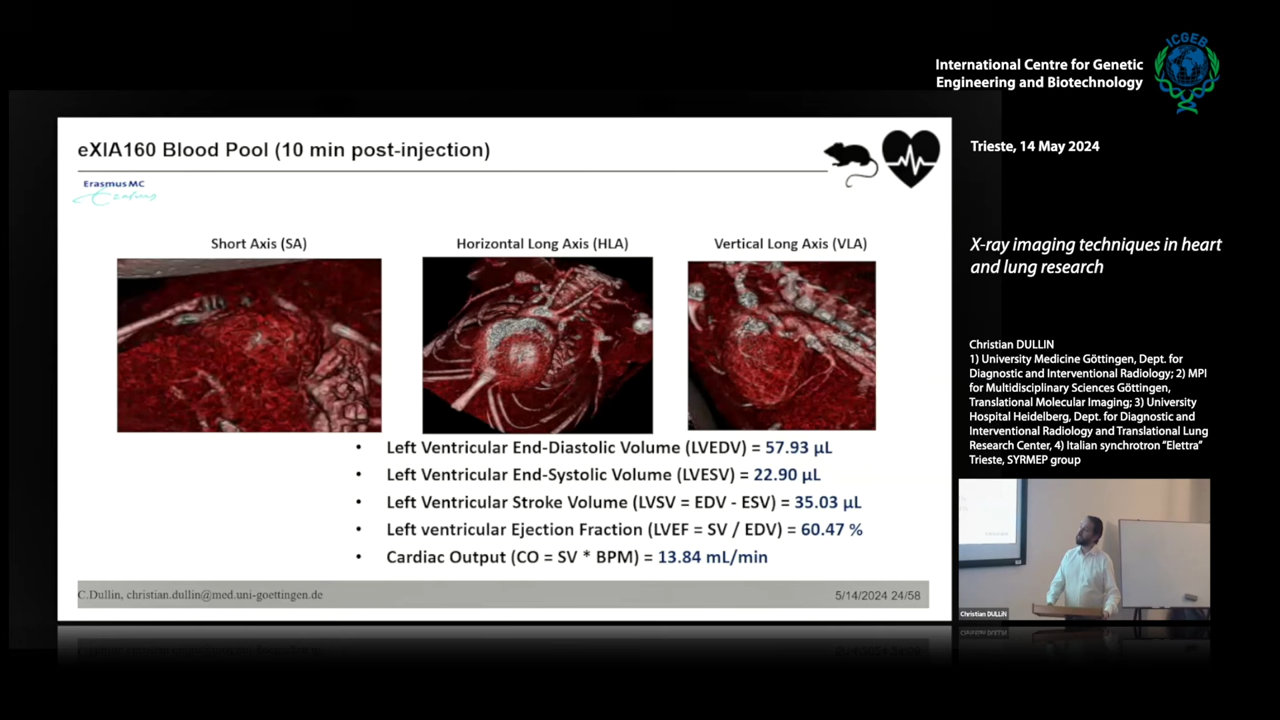 International Centre for Genetic
Engineering and Biotechnology
ICGEB
Trieste, 14 May 2024
X-ray imaging techniques in heart
and lung research
Christian DULLIN
1) University Medicine Göttingen, Dept. for
Diagnostic and Interventional Radiology; 2) MPI
for Multidisciplinary Sciences Göttingen,
Translational Molecular Imaging; 3) University
Hospital Heidelberg, Dept. for Diagnostic and
Interventional Radiology and Translational Lung
Research Center, 4) Italian synchrotron "Elettra"
Trieste, SYRMEP group
eXIA160 Blood Pool (10 min post-injection)
Erasmus MC
Erasmus
Short Axis (SA)
Horizontal Long Axis (HLA)
Vertical Long Axis (VLA)
• Left Ventricular End-Diastolic Volume (LVEDV) = 57.93 µL
• Left Ventricular End-Systolic Volume (LVESV) = 22.90 µL
• Left Ventricular Stroke Volume (LVSV = EDV - ESV) = 35.03 µL
• Left ventricular Ejection Fraction (LVEF = SV / EDV) = 60.47 %
• Cardiac Output (CO = SV * BPM) = 13.84 mL/min
C.Dullin, christian.dullin@med.uni-goettingen.de
5/14/2024 24/58
Christian DULLIN